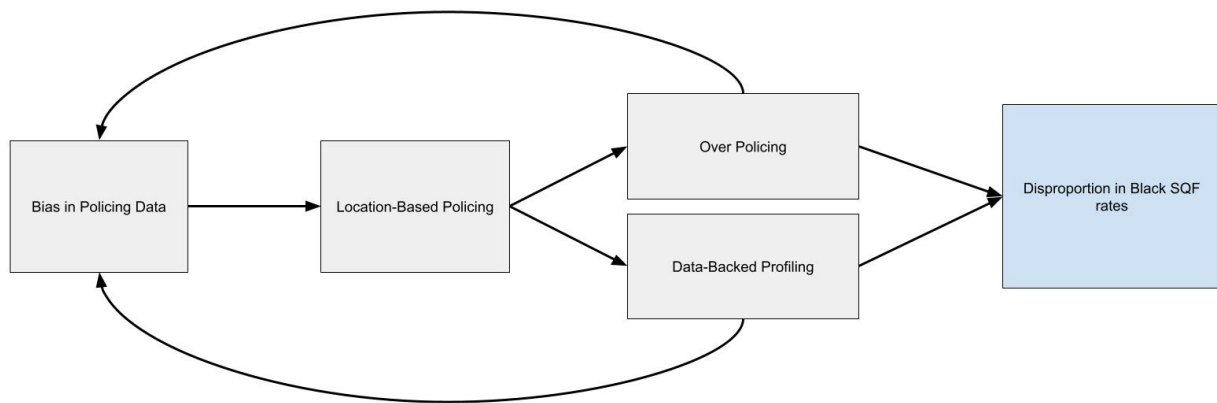 Bias in Policing Data
Location-Based Policing
Over Policing
Data-Backed Profiling
Disproportion in Black SQF
rates